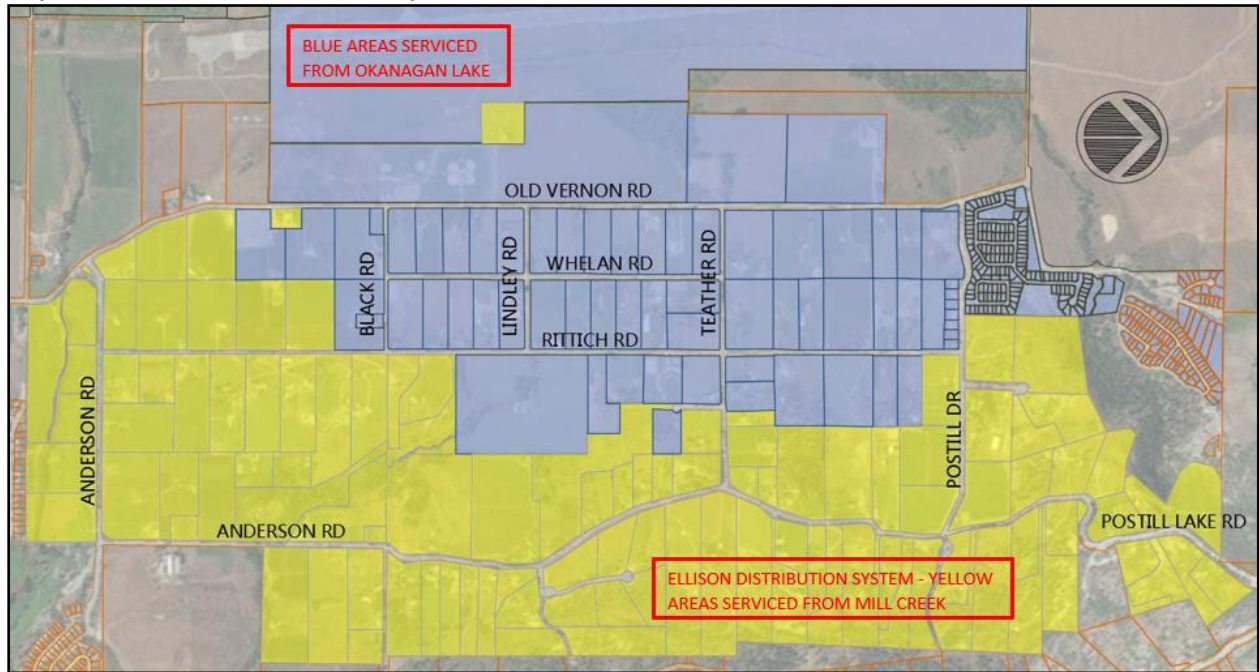 BLUE AREAS SERVICED
FROM OKANAGAN LAKE
OLD VERNON RD
BLACK RD
LINDLEY RD
WHELAN RD
TEATHER RD
RITTICH RD
ANDERSON RD
POSTILL DR
ANDERSON RD
POSTILL LAKE RD
ELLISON DISTRIBUTION SYSTEM - YELLOW
AREAS SERVICED FROM MILL CREEK